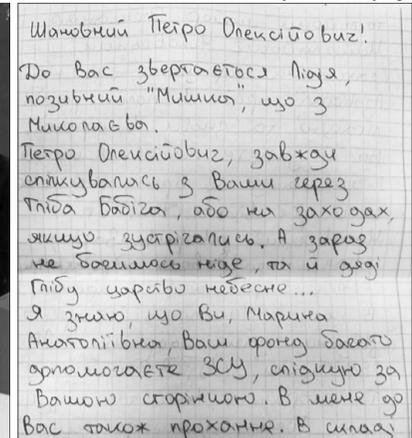 Шановний Петро Олексійович!
До Вас звертається Лідія,
позивний "Мишка", що з
Миколаєва.
Петро Олексійович, завжди
спілкувались з Вами через
Гліба Бабіча, або на заходах,
якщо зустрічались. А зараз
не бачимось ніде, та й дяді
Глібу царство небесне...
Я знаю, що Ви, Марина
Анатоліївна, Ваш фонд багато
допомагаєте ЗСУ, слідкую за
Вашою сторінкою. В мене до
Вас також прохання. В складі